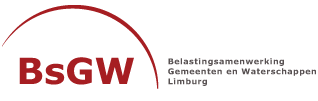 BsGW
Belastingsamenwerking
Gemeenten en Waterschappen
Limburg